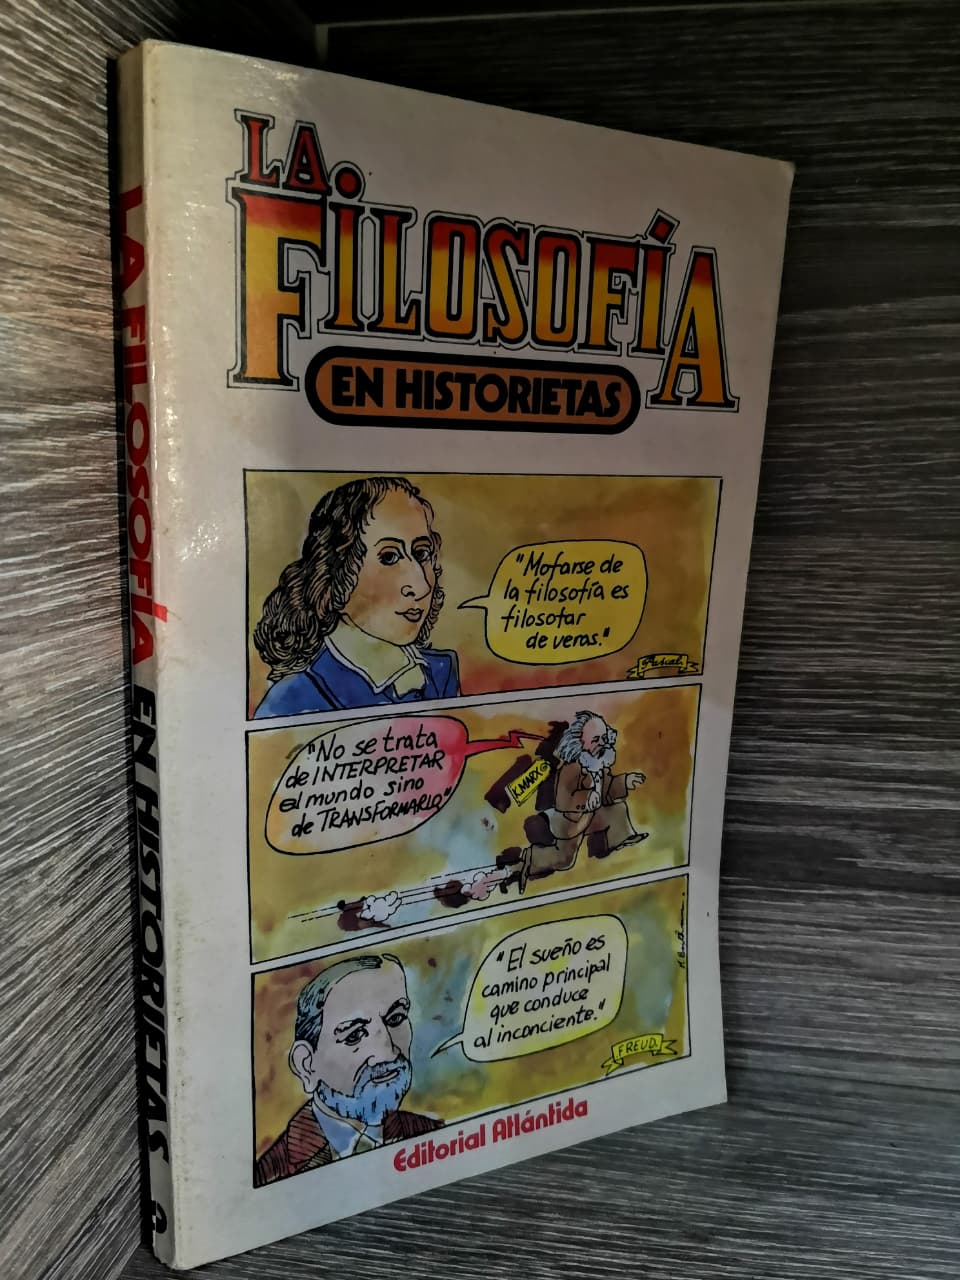 LA
FiLOSOFÍA
EN HISTORIETAS
"Mofarse de
la filosofía es
filosofar
de veras."
Pascal.
"No se trata
de INTERPRETAR
el mundo sino
de TRANSFORMARLO"
K. MARX
"El sueño es
camino principal
que conduce
al inconciente."
FREUD.
Editorial Atlántida
LA FILOSOFÍA EN HISTORIETAS